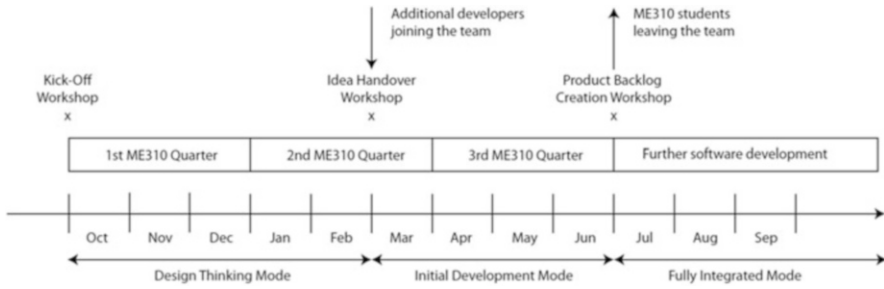 Additional developers
joining the team
ME310 students
leaving the team
Kick-Off
Workshop
x
Idea Handover
Workshop
x
Product Backlog
Creation Workshop
x
1st ME310 Quarter
2nd ME310 Quarter
3rd ME310 Quarter
Further software development
Oct Nov Dec Jan Feb Mar Apr May Jun Jul Aug Sep
Design Thinking Mode
Initial Development Mode
Fully Integrated Mode